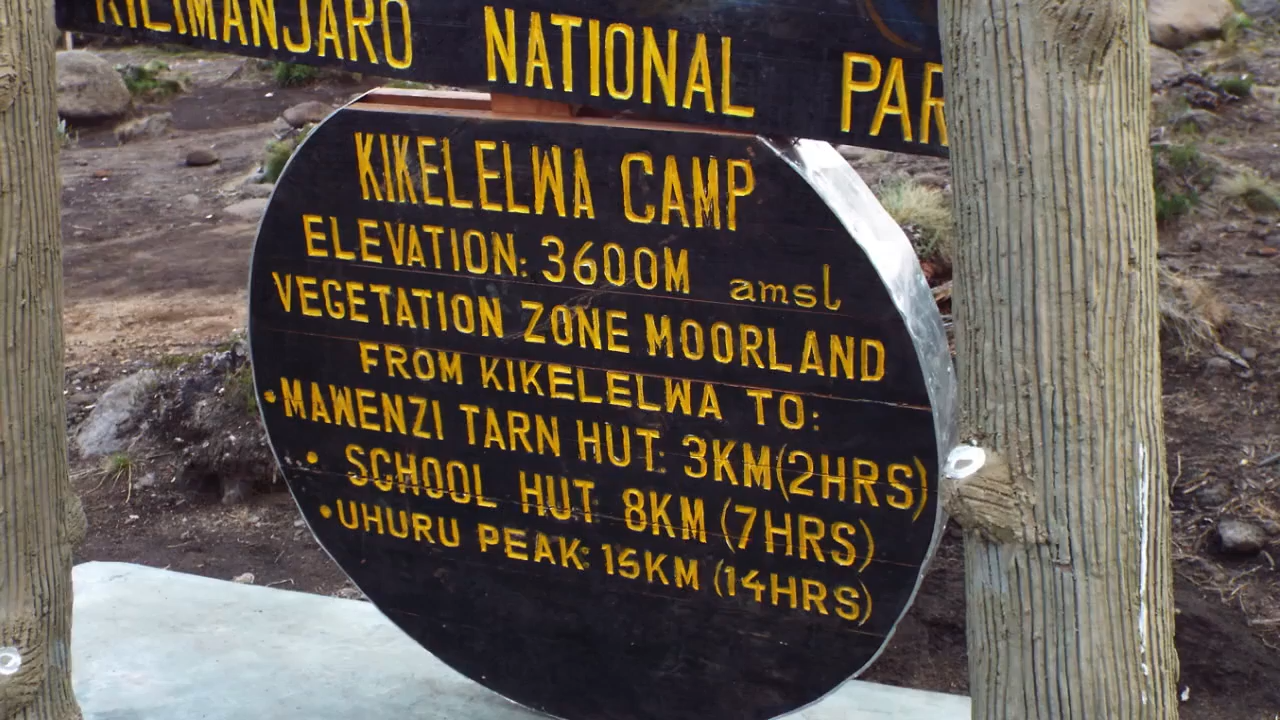 KILIMANJARO NATIONAL PAR
KIKELELWA CAMP
ELEVATION: 3600M amsl
VEGETATION ZONE MOORLAND
FROM KIKELELWA TO:
•MAWENZI TARN HUT: 3KM(2HRS)
• SCHOOL HUT: 8KM (7HRS)
•UHURU PEAK: 15KM (14HRS)